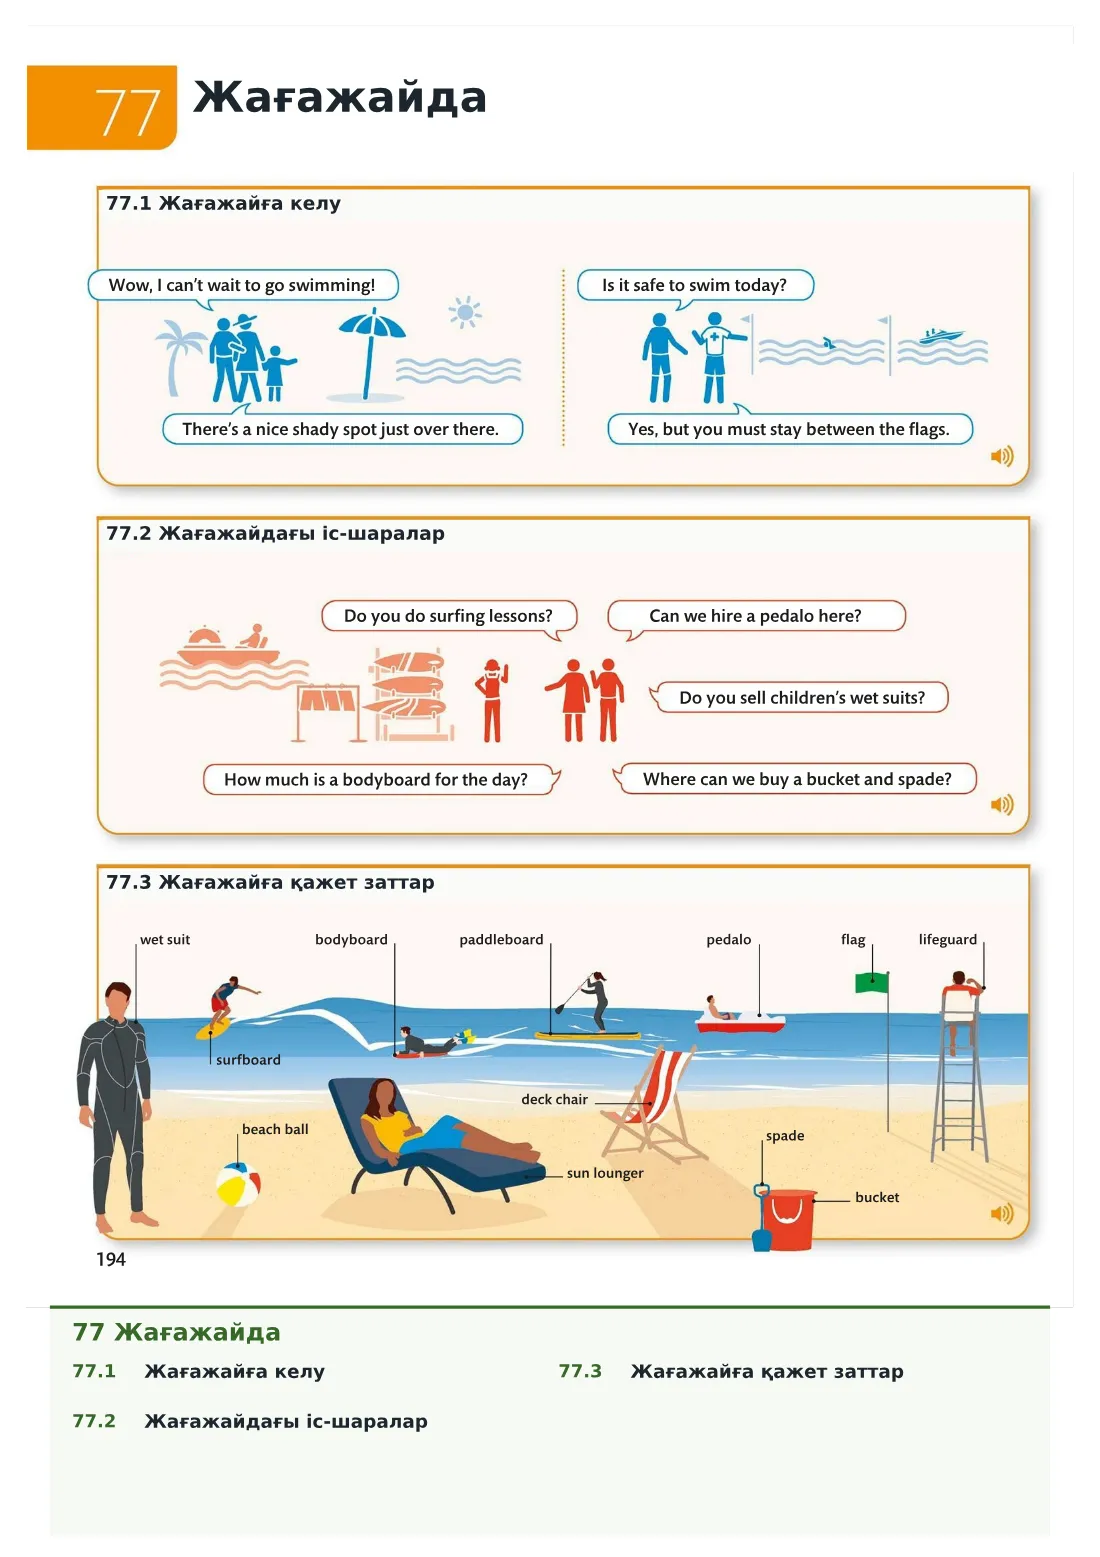 77
Жағажайда
77.1 Жағажайға келу
Wow, I can't wait to go swimming!
Is it safe to swim today?
There's a nice shady spot just over there.
Yes, but you must stay between the flags.
77.2 Жағажайдағы іс-шаралар
Do you do surfing lessons?
Can we hire a pedalo here?
Do you sell children's wet suits?
How much is a bodyboard for the day?
Where can we buy a bucket and spade?
77.3 Жағажайға қажет заттар
wet suit
bodyboard
paddleboard
pedalo
flag
lifeguard
surfboard
deck chair
beach ball
spade
sun lounger
bucket
194
77 Жағажайда
77.1 Жағажайға келу
77.3 Жағажайға қажет заттар
77.2 Жағажайдағы іс-шаралар